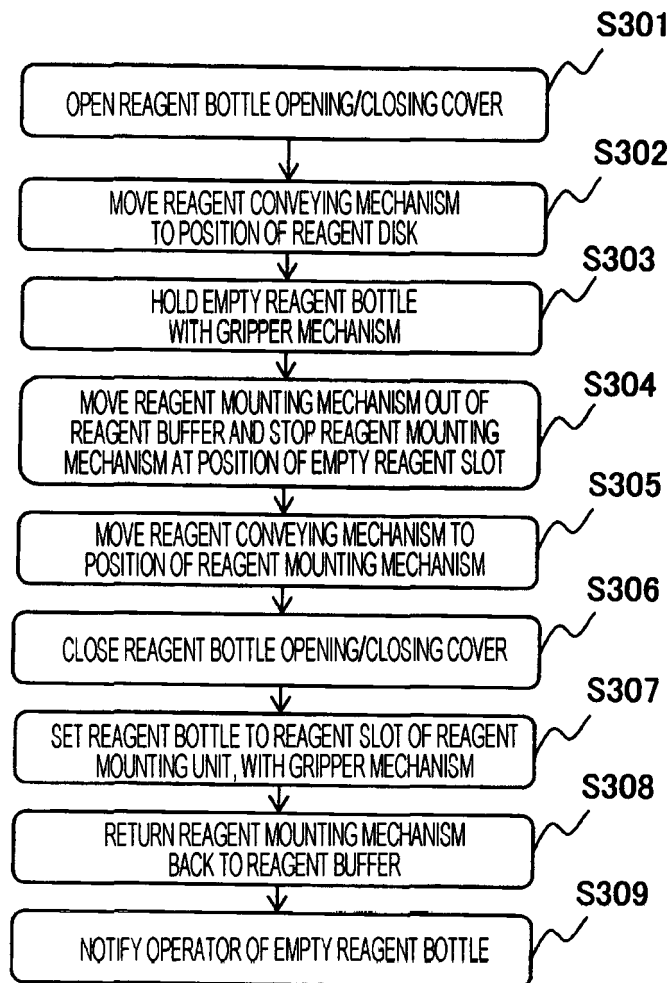 S301
OPEN REAGENT BOTTLE OPENING/CLOSING COVER
S302
MOVE REAGENT CONVEYING MECHANISM
TO POSITION OF REAGENT DISK
S303
HOLD EMPTY REAGENT BOTTLE
WITH GRIPPER MECHANISM
S304
MOVE REAGENT MOUNTING MECHANISM OUT OF
REAGENT BUFFER AND STOP REAGENT MOUNTING
MECHANISM AT POSITION OF EMPTY REAGENT SLOT
S305
MOVE REAGENT CONVEYING MECHANISM TO
POSITION OF REAGENT MOUNTING MECHANISM
S306
CLOSE REAGENT BOTTLE OPENING/CLOSING COVER
S307
SET REAGENT BOTTLE TO REAGENT SLOT OF REAGENT
MOUNTING UNIT, WITH GRIPPER MECHANISM
S308
RETURN REAGENT MOUNTING MECHANISM
BACK TO REAGENT BUFFER
S309
NOTIFY OPERATOR OF EMPTY REAGENT BOTTLE